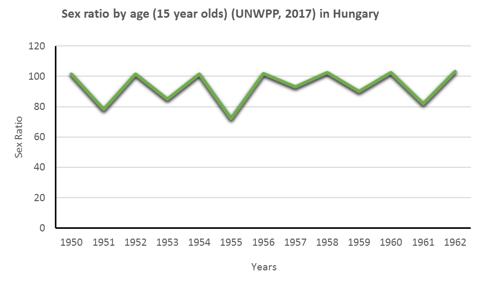 Sex ratio by age (15 year olds) (UNWPP, 2017) in Hungary
120
100
80
60
40
20
0
Sex Ratio
1950 1951 1952 1953 1954 1955 1956 1957 1958 1959 1960 1961 1962
Years